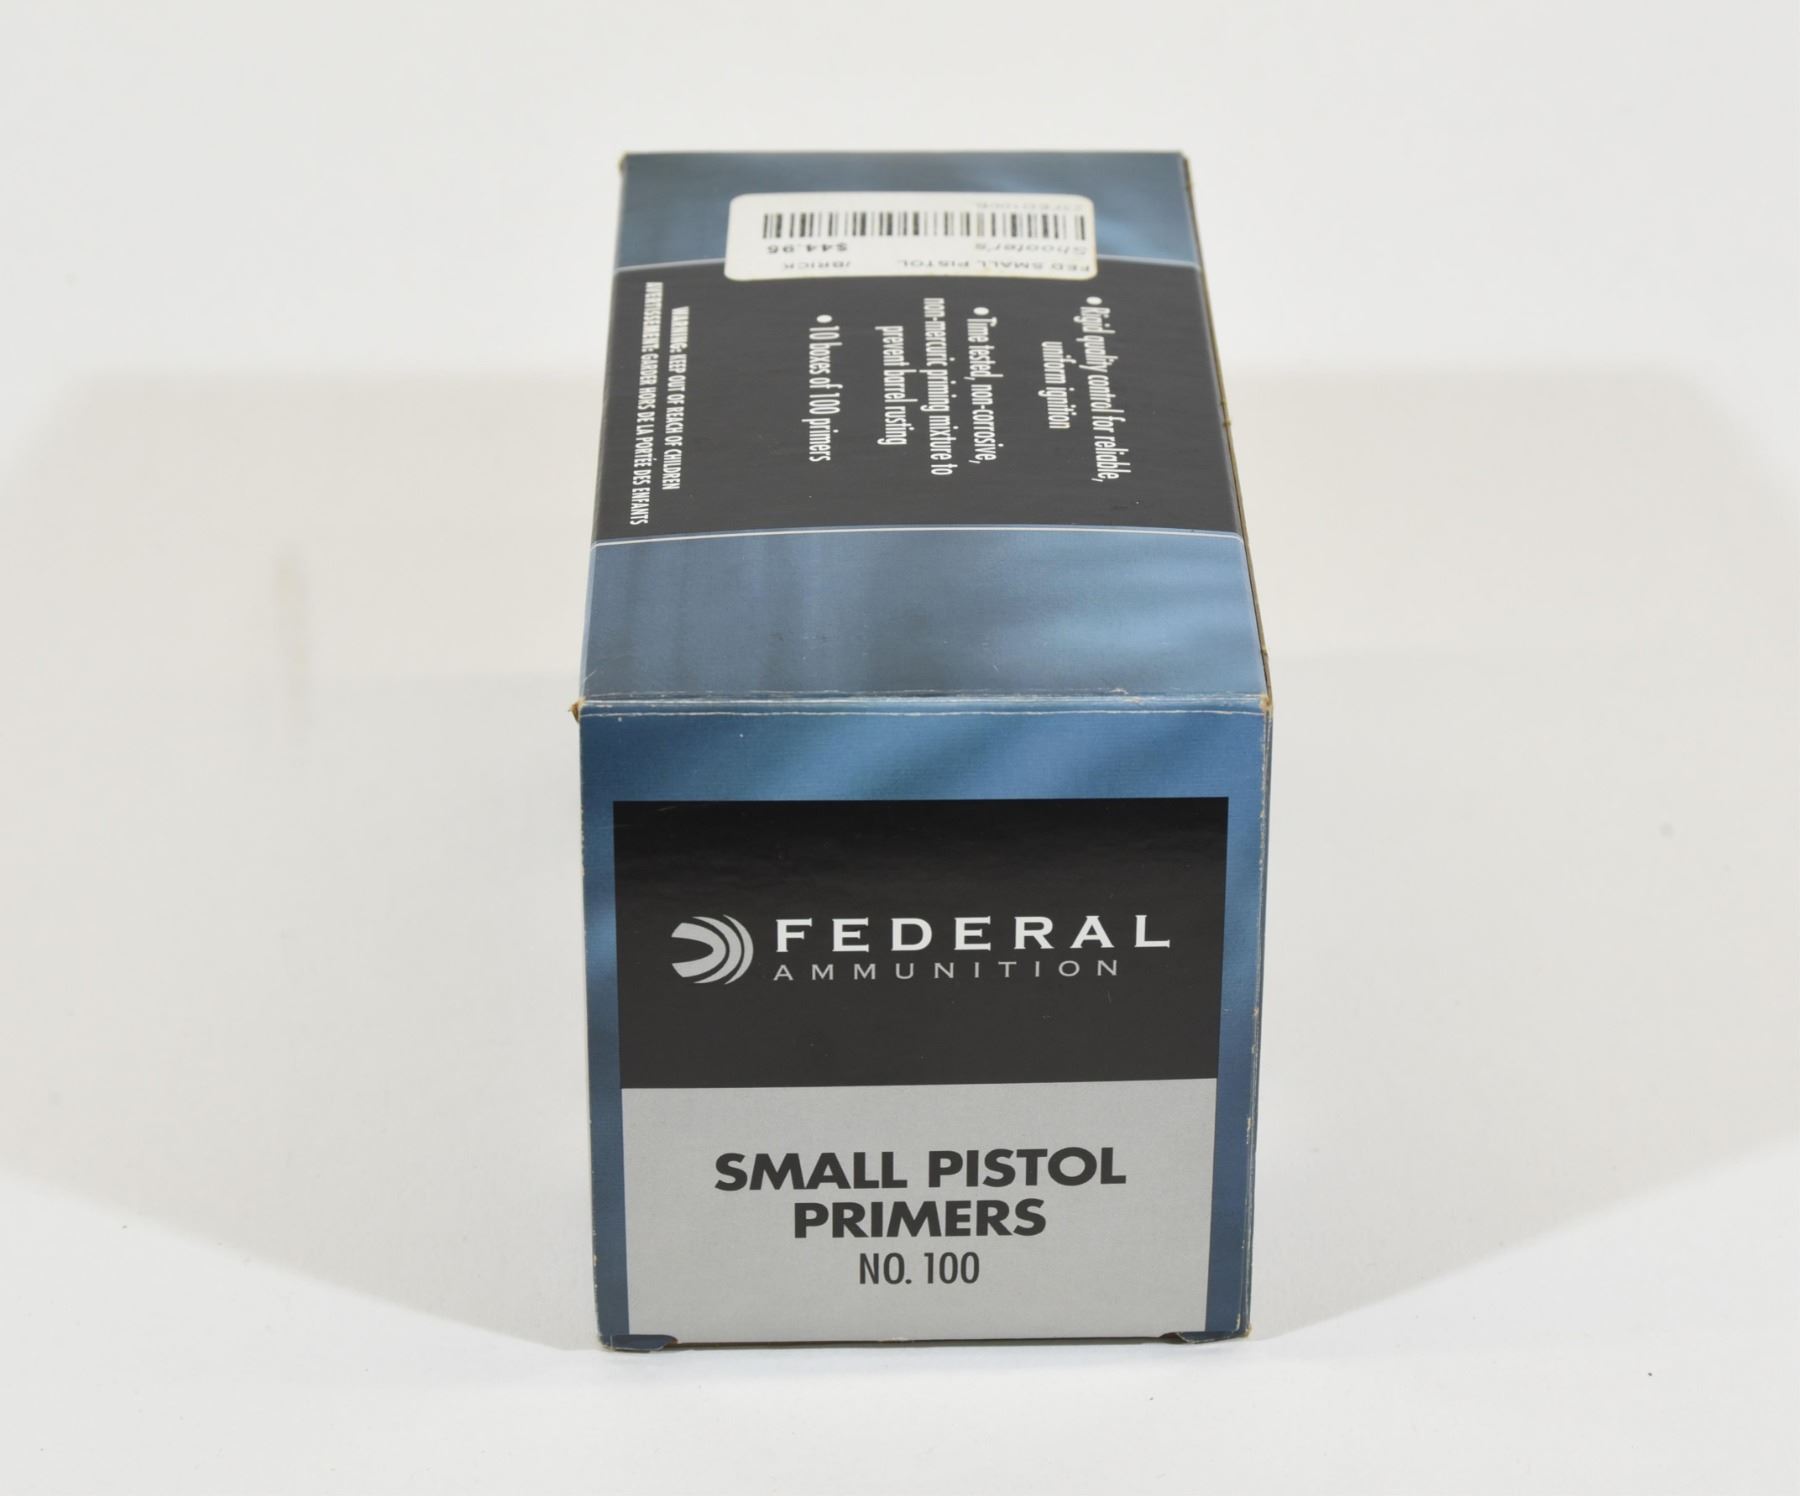 FED SMALL PISTOL /BRICK
Shooter's $44.95
• Rigid quality control for reliable,
uniform ignition
• Time tested, non-corrosive,
non-mercuric priming mixture to
prevent barrel rusting
• 10 boxes of 100 primers
WARNING: KEEP OUT OF REACH OF CHILDREN
AVERTISSEMENT: GARDER HORS DE LA PORTÉE DES ENFANTS
FEDERAL
AMMUNITION
SMALL PISTOL
PRIMERS
NO. 100